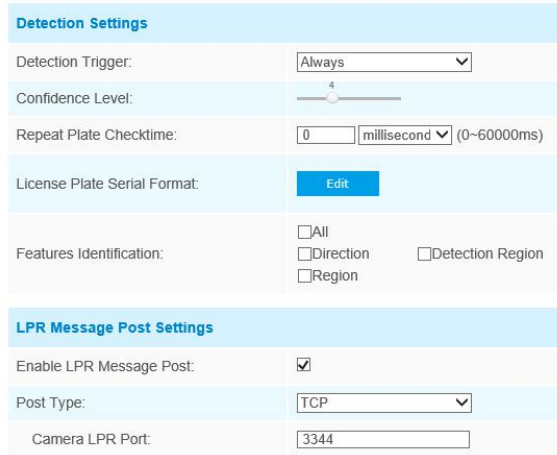 Detection Settings
Detection Trigger: Always
Confidence Level: 4
Repeat Plate Checktime: 0 millisecond (0~60000ms)
License Plate Serial Format: Edit
Features Identification:
All
Direction Detection Region
Region
LPR Message Post Settings
Enable LPR Message Post:
Post Type: TCP
Camera LPR Port: 3344